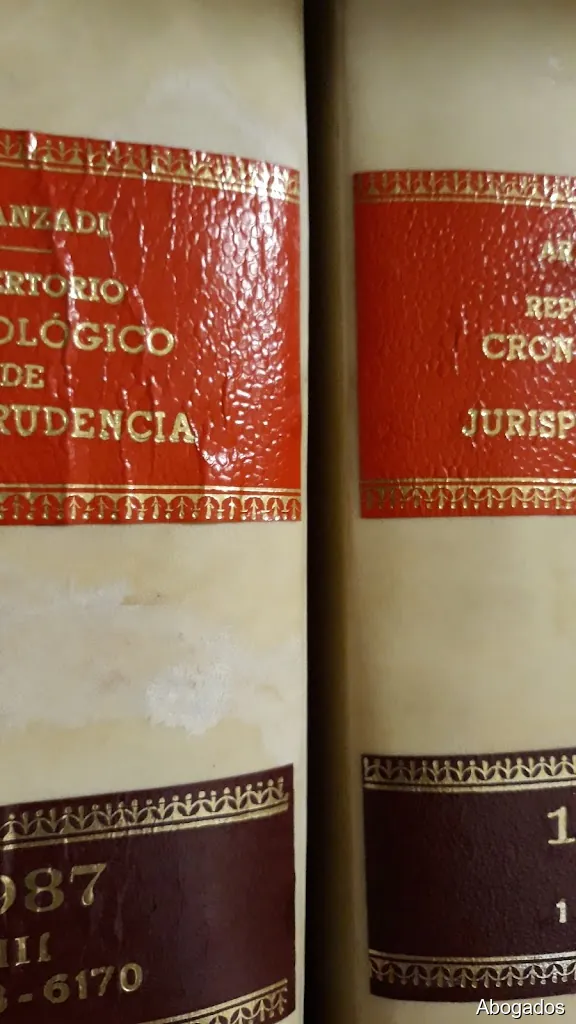 ANZADI
ERTORIO
OLÓGICO
DE
RUDENCIA
987
III
- 6170
AR
REP
CRON
JURISP
1
1
Abogados